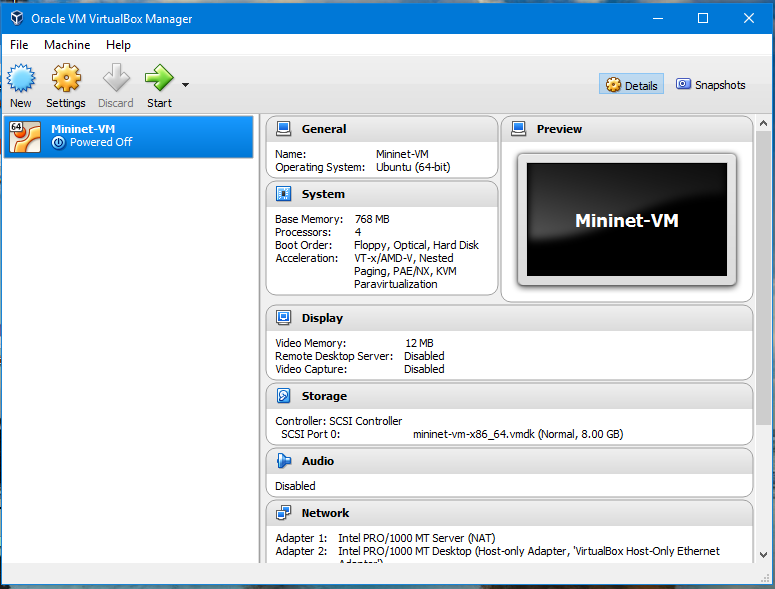 Oracle VM VirtualBox Manager
File Machine Help
New Settings Discard Start
Details Snapshots
64
Mininet-VM
Powered Off
General
Name: Mininet-VM
Operating System: Ubuntu (64-bit)
Preview
Mininet-VM
System
Base Memory: 768 MB
Processors: 4
Boot Order: Floppy, Optical, Hard Disk
Acceleration: VT-x/AMD-V, Nested
Paging, PAE/NX, KVM
Paravirtualization
Display
Video Memory: 12 MB
Remote Desktop Server: Disabled
Video Capture: Disabled
Storage
Controller: SCSI Controller
SCSI Port 0: mininet-vm-x86_64.vmdk (Normal, 8.00 GB)
Audio
Disabled
Network
Adapter 1: Intel PRO/1000 MT Server (NAT)
Adapter 2: Intel PRO/1000 MT Desktop (Host-only Adapter, 'VirtualBox Host-Only Ethernet
Adapter')